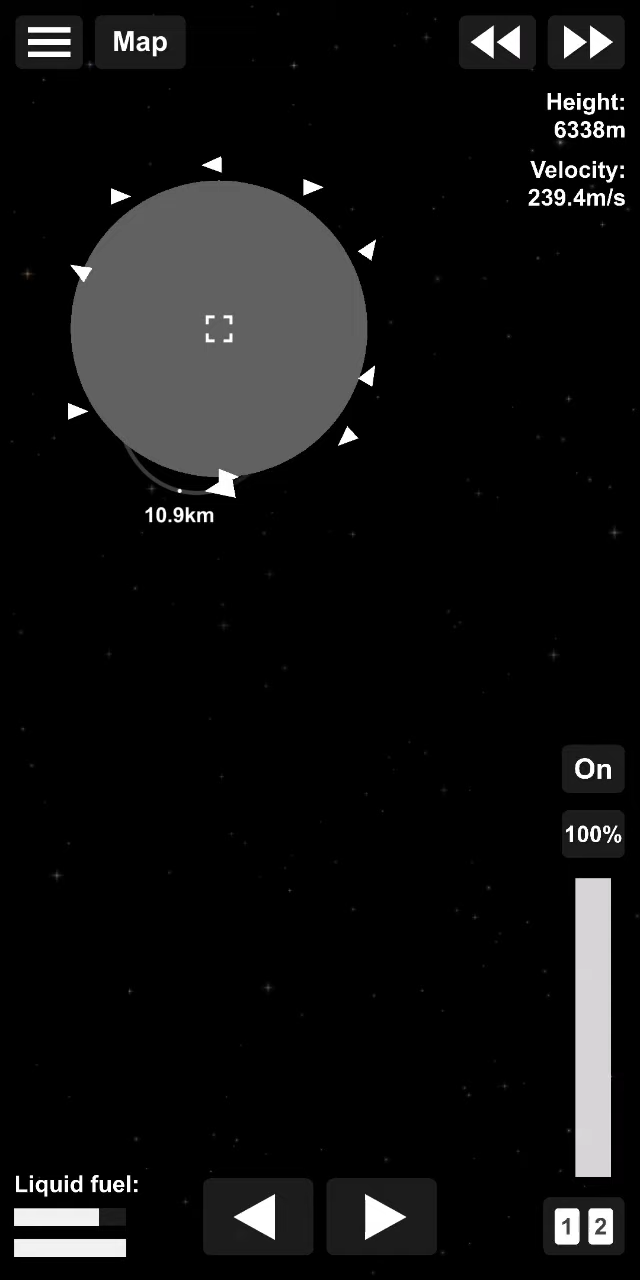 Map
Height:
6338m
Velocity:
239.4m/s
10.9km
On
100%
Liquid fuel:
1 2